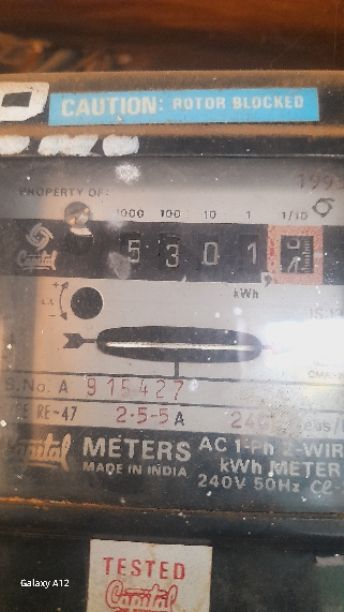 CAUTION: ROTOR BLOCKED
PROPERTY OF:
1000 100 10 1 1/10
Capital
5 3 0 1
kWh
S.No. A 915427
RE-47 2·5-5 A
Capital METERS
MADE IN INDIA
AC 1-Ph 2-WIR
kWh METER
240V 50Hz Cl-
TESTED
Capital
Galaxy A12